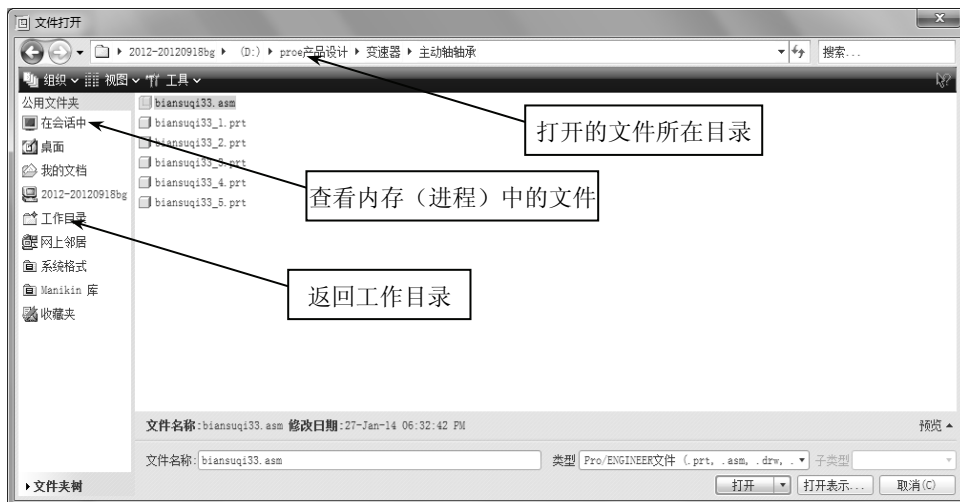 文件打开
2012-20120918bg ▸ (D:) ▸ proe产品设计 ▸ 变速器 ▸ 主动轴轴承
搜索...
组织 视图 工具
公用文件夹
在会话中
桌面
我的文档
2012-20120918bg
工作目录
网上邻居
系统格式
Manikin 库
收藏夹
biansuqi33.asm
biansuqi33_1.prt
biansuqi33_2.prt
biansuqi33_3.prt
biansuqi33_4.prt
biansuqi33_5.prt
打开的文件所在目录
查看内存（进程）中的文件
返回工作目录
文件名称:biansuqi33.asm 修改日期:27-Jan-14 06:32:42 PM
预览
文件名称: biansuqi33.asm
类型 Pro/ENGINEER文件 (.prt, .asm, .drw, .
子类型
文件夹树
打开
打开表示...
取消(C)